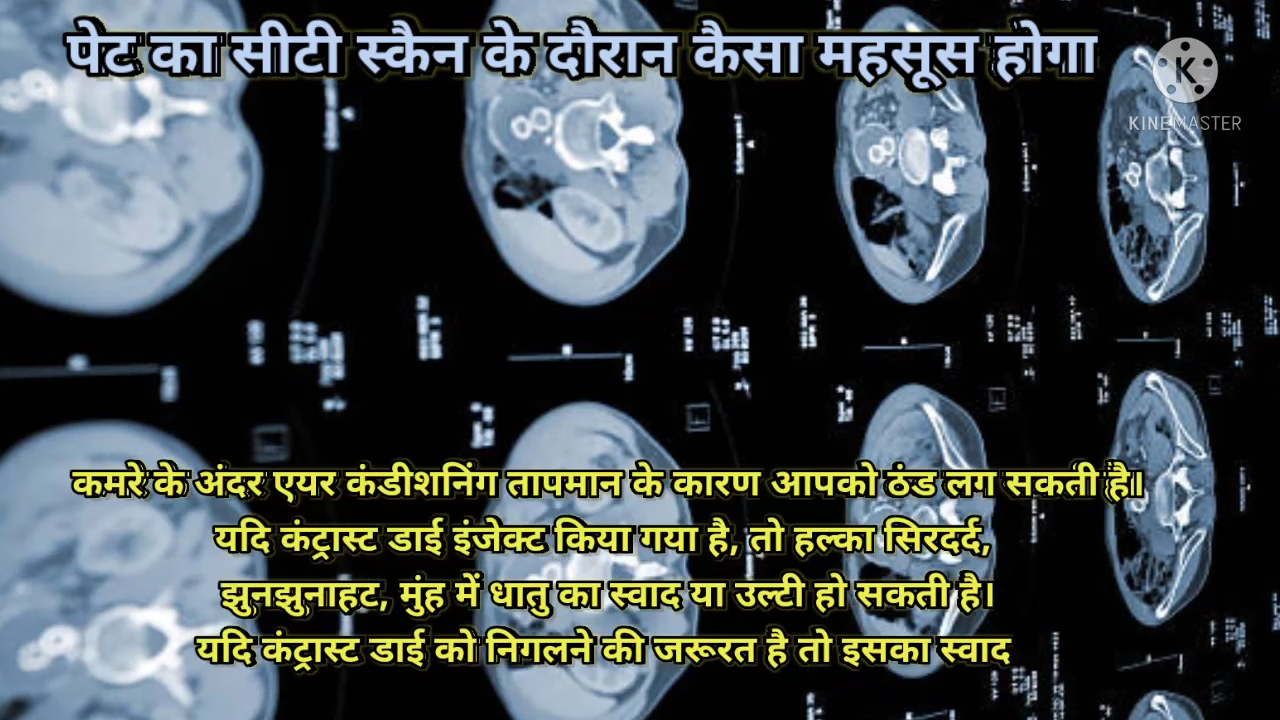 पेट का सीटी स्कैन के दौरान कैसा महसूस होगा
K
KINEMASTER
कमरे के अंदर एयर कंडीशनिंग तापमान के कारण आपको ठंड लग सकती है।
यदि कंट्रास्ट डाई इंजेक्ट किया गया है, तो हल्का सिरदर्द,
झुनझुनाहट, मुंह में धातु का स्वाद या उल्टी हो सकती है।
यदि कंट्रास्ट डाई को निगलने की जरूरत है तो इसका स्वाद